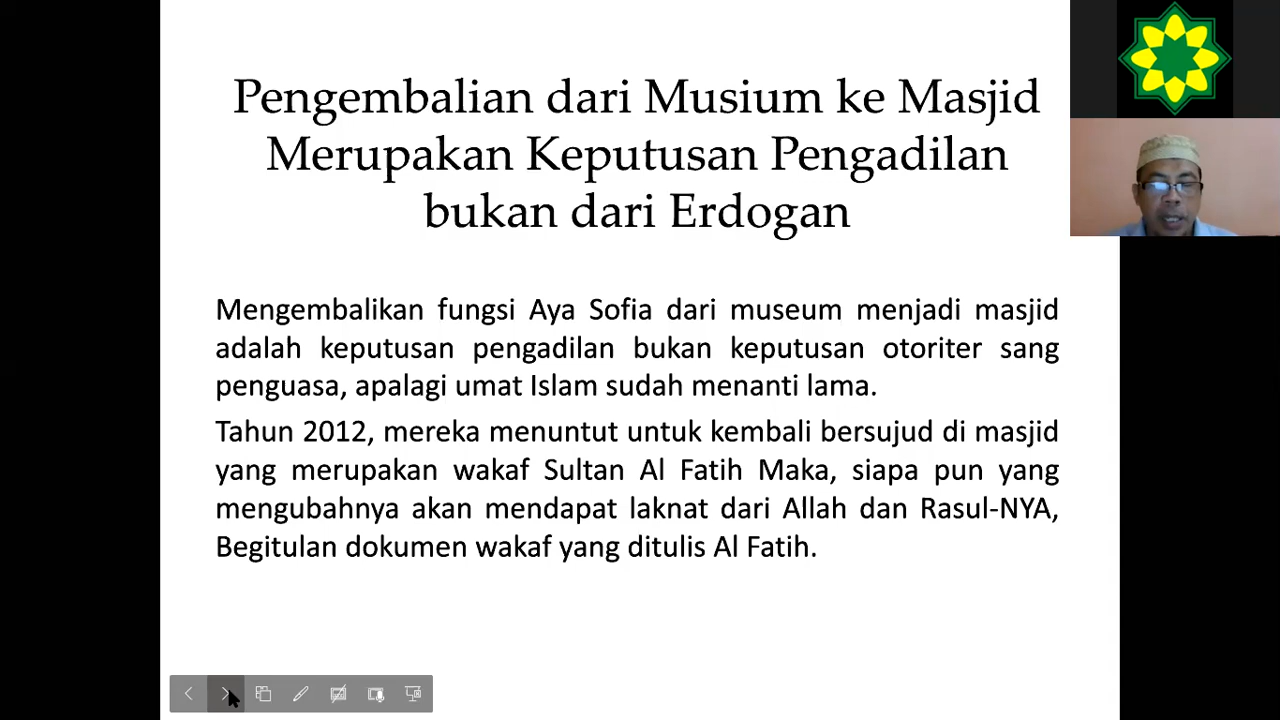 Pengembalian dari Musium ke Masjid
Merupakan Keputusan Pengadilan
bukan dari Erdogan
Mengembalikan fungsi Aya Sofia dari museum menjadi masjid
adalah keputusan pengadilan bukan keputusan otoriter sang
penguasa, apalagi umat Islam sudah menanti lama.
Tahun 2012, mereka menuntut untuk kembali bersujud di masjid
yang merupakan wakaf Sultan Al Fatih Maka, siapa pun yang
mengubahnya akan mendapat laknat dari Allah dan Rasul-NYA,
Begitulan dokumen wakaf yang ditulis Al Fatih.